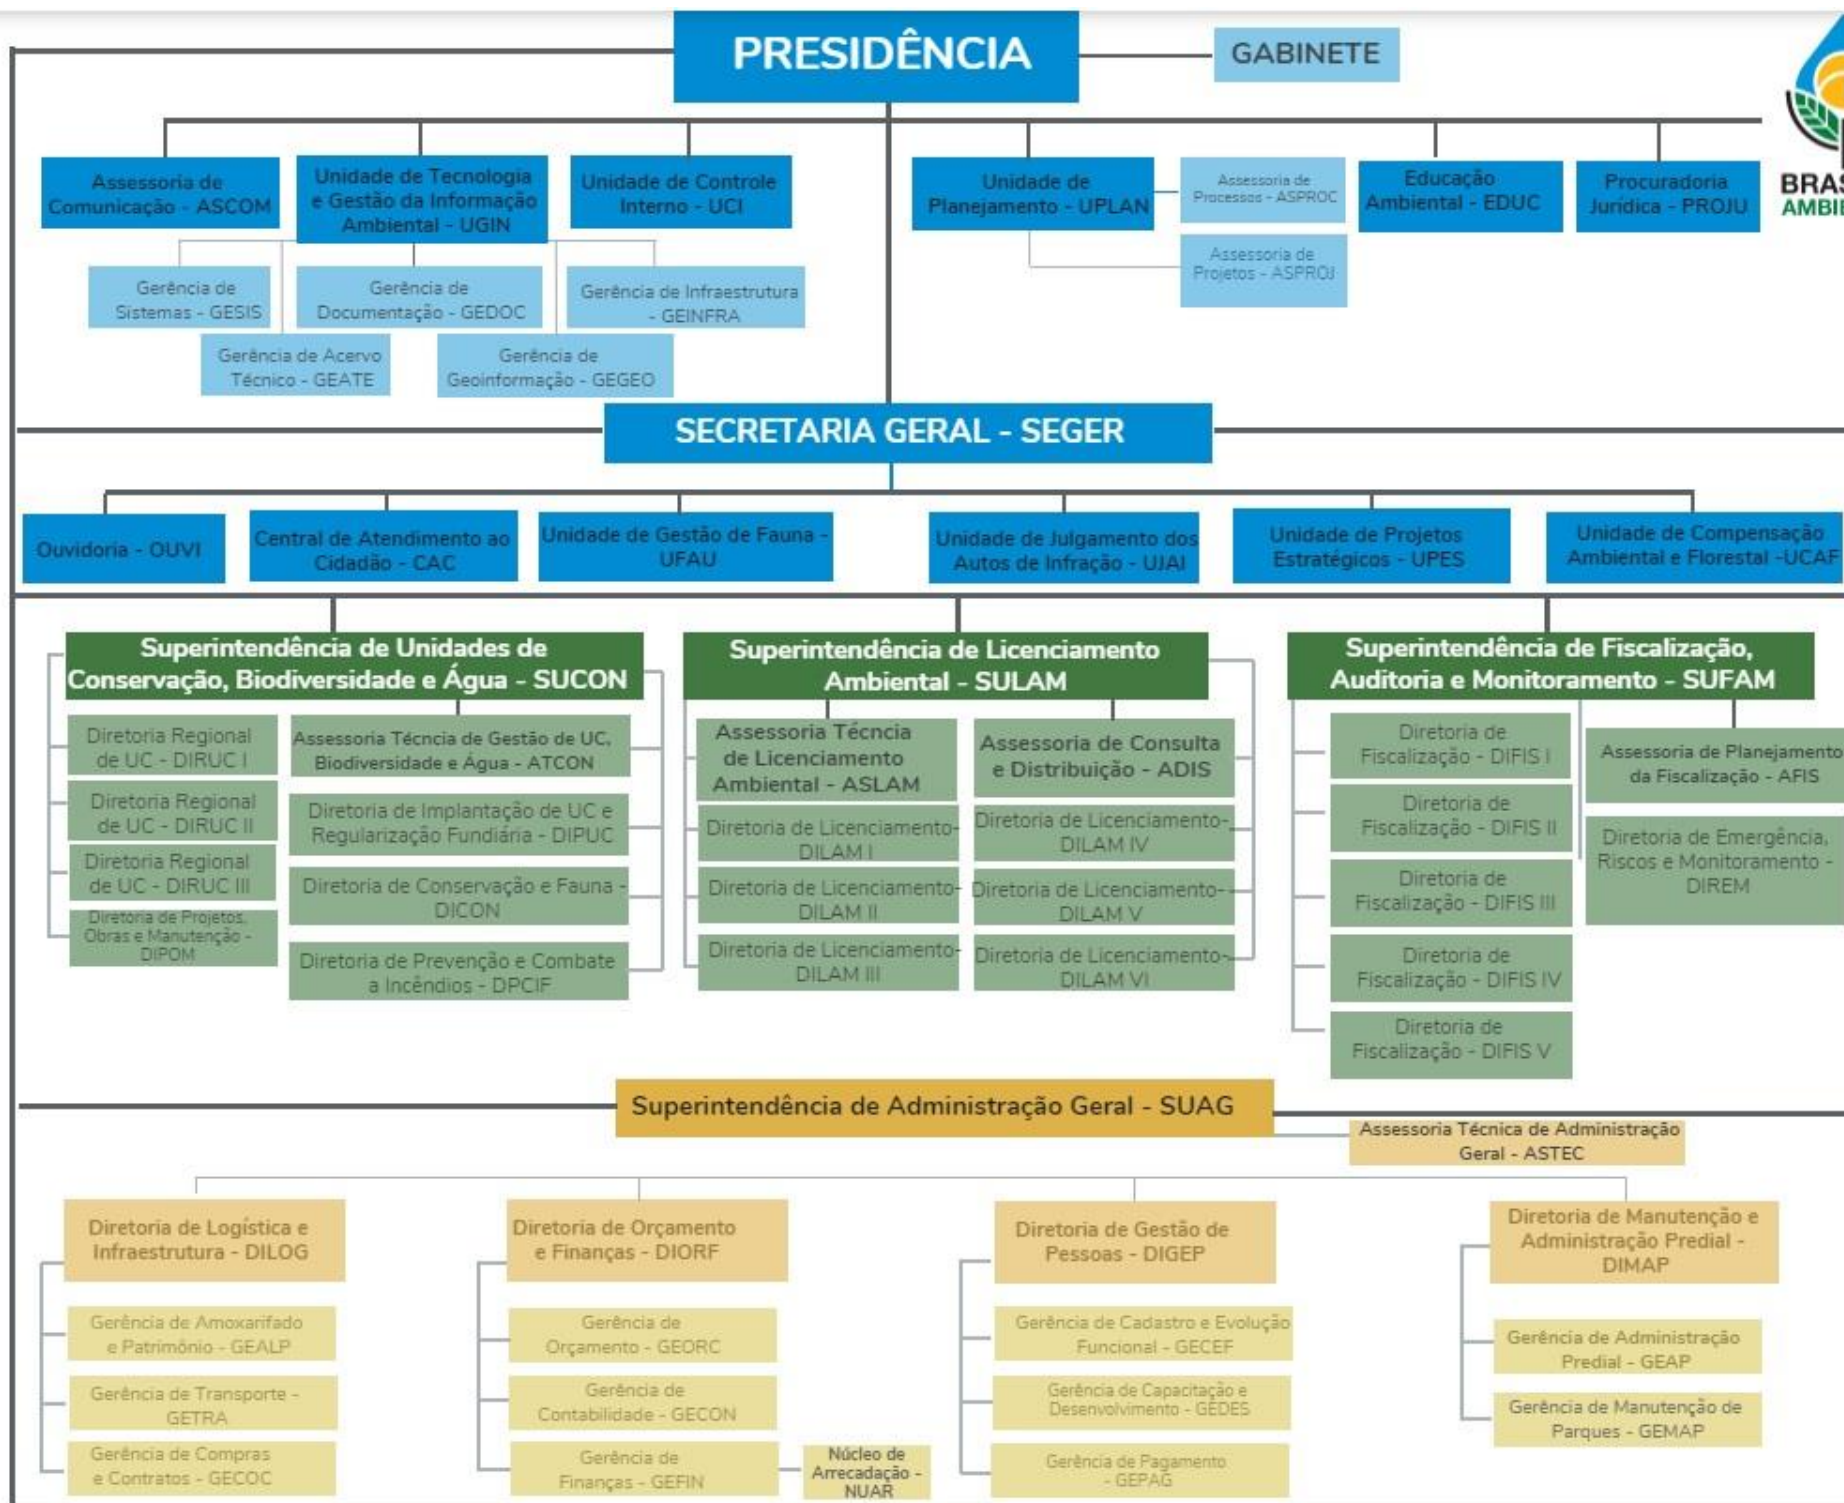 PRESIDÊNCIA
GABINETE
Assessoria de
Comunicação - ASCOM
Unidade de Tecnologia
e Gestão da Informação
Ambiental - UGIN
Unidade de Controle
Interno - UCI
Unidade de
Planejamento - UPLAN
Assessoria de
Processos - ASPROC
Assessoria de
Projetos - ASPROJ
Educação
Ambiental - EDUC
Procuradoria
Jurídica - PROJU
Gerência de
Sistemas - GESIS
Gerência de
Documentação - GEDOC
Gerência de Infraestrutura
- GEINFRA
Gerência de Acervo
Técnico - GEATE
Gerência de
Geoinformação - GEGEO
SECRETARIA GERAL - SEGER
Ouvidoria - OUVI
Central de Atendimento ao
Cidadão - CAC
Unidade de Gestão de Fauna -
UFAU
Unidade de Julgamento dos
Autos de Infração - UJAI
Unidade de Projetos
Estratégicos - UPES
Unidade de Compensação
Ambiental e Florestal -UCAF
Superintendência de Unidades de
Conservação, Biodiversidade e Água - SUCON
Diretoria Regional
de UC - DIRUC I
Diretoria Regional
de UC - DIRUC II
Diretoria Regional
de UC - DIRUC III
Diretoria de Projetos,
Obras e Manutenção -
DIPOM
Assessoria Técncia de Gestão de UC,
Biodiversidade e Água - ATCON
Diretoria de Implantação de UC e
Regularização Fundiária - DIPUC
Diretoria de Conservação e Fauna -
DICON
Diretoria de Prevenção e Combate
a Incêndios - DPCIF
Superintendência de Licenciamento
Ambiental - SULAM
Assessoria Técncia
de Licenciamento
Ambiental - ASLAM
Diretoria de Licenciamento-
DILAM I
Diretoria de Licenciamento-
DILAM II
Diretoria de Licenciamento-
DILAM III
Assessoria de Consulta
e Distribuição - ADIS
Diretoria de Licenciamento-
DILAM IV
Diretoria de Licenciamento-
DILAM V
Diretoria de Licenciamento-
DILAM VI
Superintendência de Fiscalização,
Auditoria e Monitoramento - SUFAM
Diretoria de
Fiscalização - DIFIS I
Diretoria de
Fiscalização - DIFIS II
Diretoria de
Fiscalização - DIFIS III
Diretoria de
Fiscalização - DIFIS IV
Diretoria de
Fiscalização - DIFIS V
Assessoria de Planejamento
da Fiscalização - AFIS
Diretoria de Emergência,
Riscos e Monitoramento -
DIREM
Superintendência de Administração Geral - SUAG
Assessoria Técnica de Administração
Geral - ASTEC
Diretoria de Logística e
Infraestrutura - DILOG
Gerência de Amoxarifado
e Patrimônio - GEALP
Gerência de Transporte -
GETRA
Gerência de Compras
e Contratos - GECOC
Diretoria de Orçamento
e Finanças - DIORF
Gerência de
Orçamento - GEORC
Gerência de
Contabilidade - GECON
Gerência de
Finanças - GEFIN
Núcleo de
Arrecadação -
NUAR
Diretoria de Gestão de
Pessoas - DIGEP
Gerência de Cadastro e Evolução
Funcional - GECEF
Gerência de Capacitação e
Desenvolvimento - GEDES
Gerência de Pagamento
- GEPAG
Diretoria de Manutenção e
Administração Predial -
DIMAP
Gerência de Administração
Predial - GEAP
Gerência de Manutenção de
Parques - GEMAP